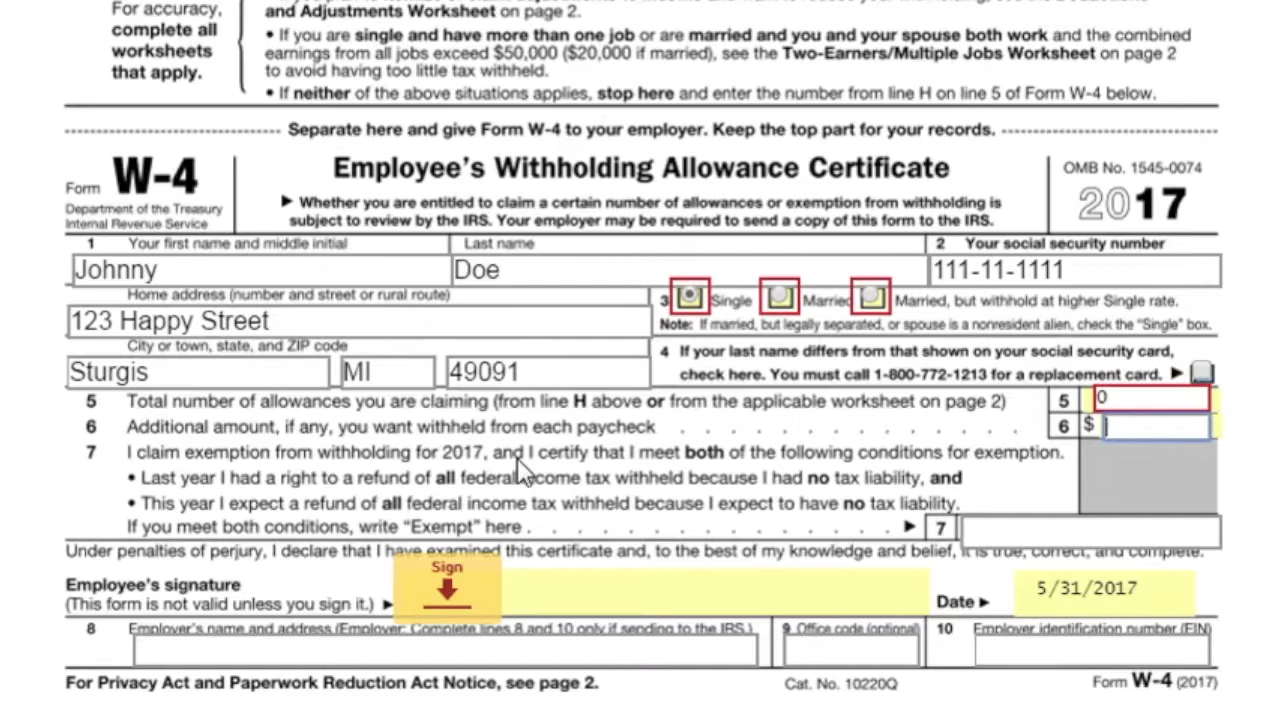 For accuracy,
complete all
worksheets
that apply.
and Adjustments Worksheet on page 2.
• If you are single and have more than one job or are married and you and your spouse both work and the combined
earnings from all jobs exceed $50,000 ($20,000 if married), see the Two-Earners/Multiple Jobs Worksheet on page 2
to avoid having too little tax withheld.
• If neither of the above situations applies, stop here and enter the number from line H on line 5 of Form W-4 below.
Separate here and give Form W-4 to your employer. Keep the top part for your records.
Form W-4
Department of the Treasury
Internal Revenue Service
Employee's Withholding Allowance Certificate
▶ Whether you are entitled to claim a certain number of allowances or exemption from withholding is
subject to review by the IRS. Your employer may be required to send a copy of this form to the IRS.
OMB No. 1545-0074
2017
1 Your first name and middle initial
Last name
2 Your social security number
Johnny
Doe
111-11-1111
Home address (number and street or rural route)
123 Happy Street
3 Single Married Married, but withhold at higher Single rate.
Note: If married, but legally separated, or spouse is a nonresident alien, check the "Single" box.
City or town, state, and ZIP code
Sturgis
MI
49091
4 If your last name differs from that shown on your social security card,
check here. You must call 1-800-772-1213 for a replacement card. ▶
5 Total number of allowances you are claiming (from line H above or from the applicable worksheet on page 2) 5 0
6 Additional amount, if any, you want withheld from each paycheck . . . . . . . . . . . . . . 6 $
7 I claim exemption from withholding for 2017, and I certify that I meet both of the following conditions for exemption.
• Last year I had a right to a refund of all federal income tax withheld because I had no tax liability, and
• This year I expect a refund of all federal income tax withheld because I expect to have no tax liability.
If you meet both conditions, write "Exempt" here . . . . . . . . . . . . . . . ▶ 7
Under penalties of perjury, I declare that I have examined this certificate and, to the best of my knowledge and belief, it is true, correct, and complete.
Employee's signature
(This form is not valid unless you sign it.) ▶
Sign
Date ▶ 5/31/2017
8 Employer's name and address (Employer: Complete lines 8 and 10 only if sending to the IRS.)
9 Office code (optional)
10 Employer identification number (EIN)
For Privacy Act and Paperwork Reduction Act Notice, see page 2.
Cat. No. 10220Q
Form W-4 (2017)